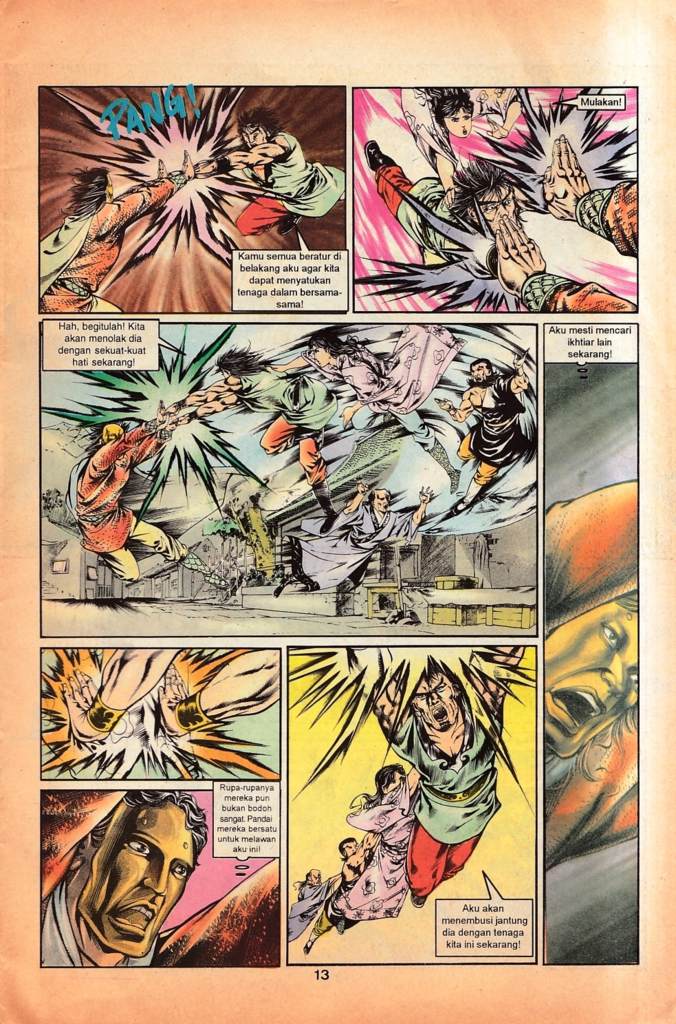 PANG!
Kamu semua beratur di
belakang aku agar kita
dapat menyatukan
tenaga dalam bersama-
sama!
Mulakan!
Hah, begitulah! Kita
akan menolak dia
dengan sekuat-kuat
hati sekarang!
Aku mesti mencari
ikhtiar lain
sekarang!
Rupa-rupanya
mereka pun
bukan bodoh
sangat. Pandai
mereka bersatu
untuk melawan
aku ini!
Aku akan
menembusi jantung
dia dengan tenaga
kita ini sekarang!
13